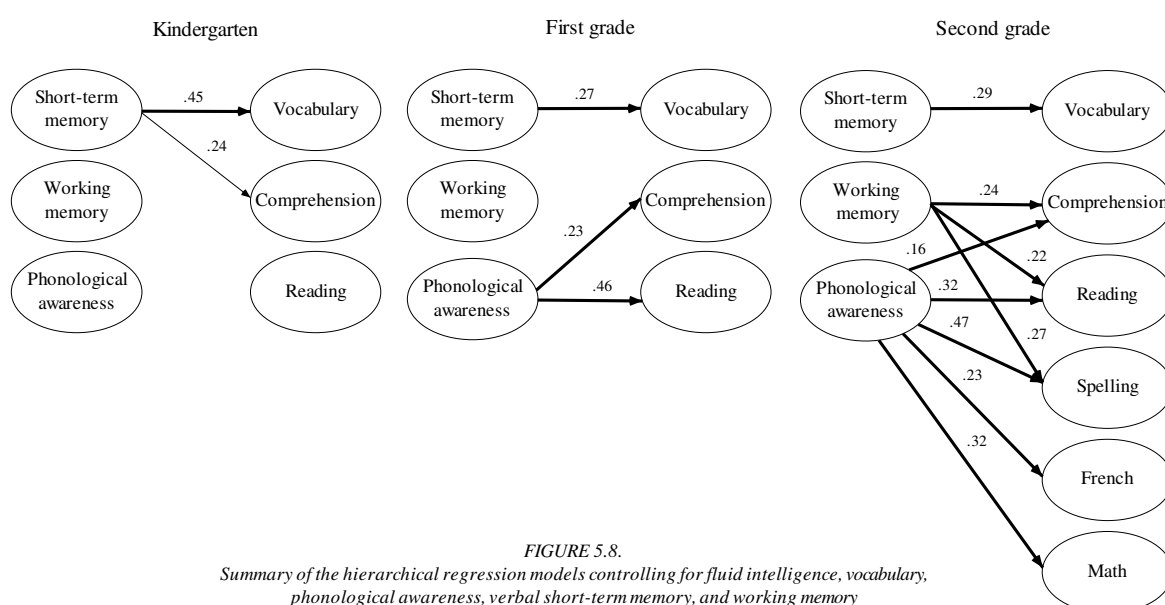 Kindergarten
First grade
Second grade
Short-term
memory
.45
Vocabulary
.24
Working
memory
Comprehension
Phonological
awareness
Reading
Short-term
memory
.27
Vocabulary
Working
memory
Comprehension
.23
Phonological
awareness
.46
Reading
Short-term
memory
.29
Vocabulary
Working
memory
.24
Comprehension
.16
.22
Phonological
awareness
.32
Reading
.47
.27
Spelling
.23
.32
French
Math
FIGURE 5.8.
Summary of the hierarchical regression models controlling for fluid intelligence, vocabulary,
phonological awareness, verbal short-term memory, and working memory